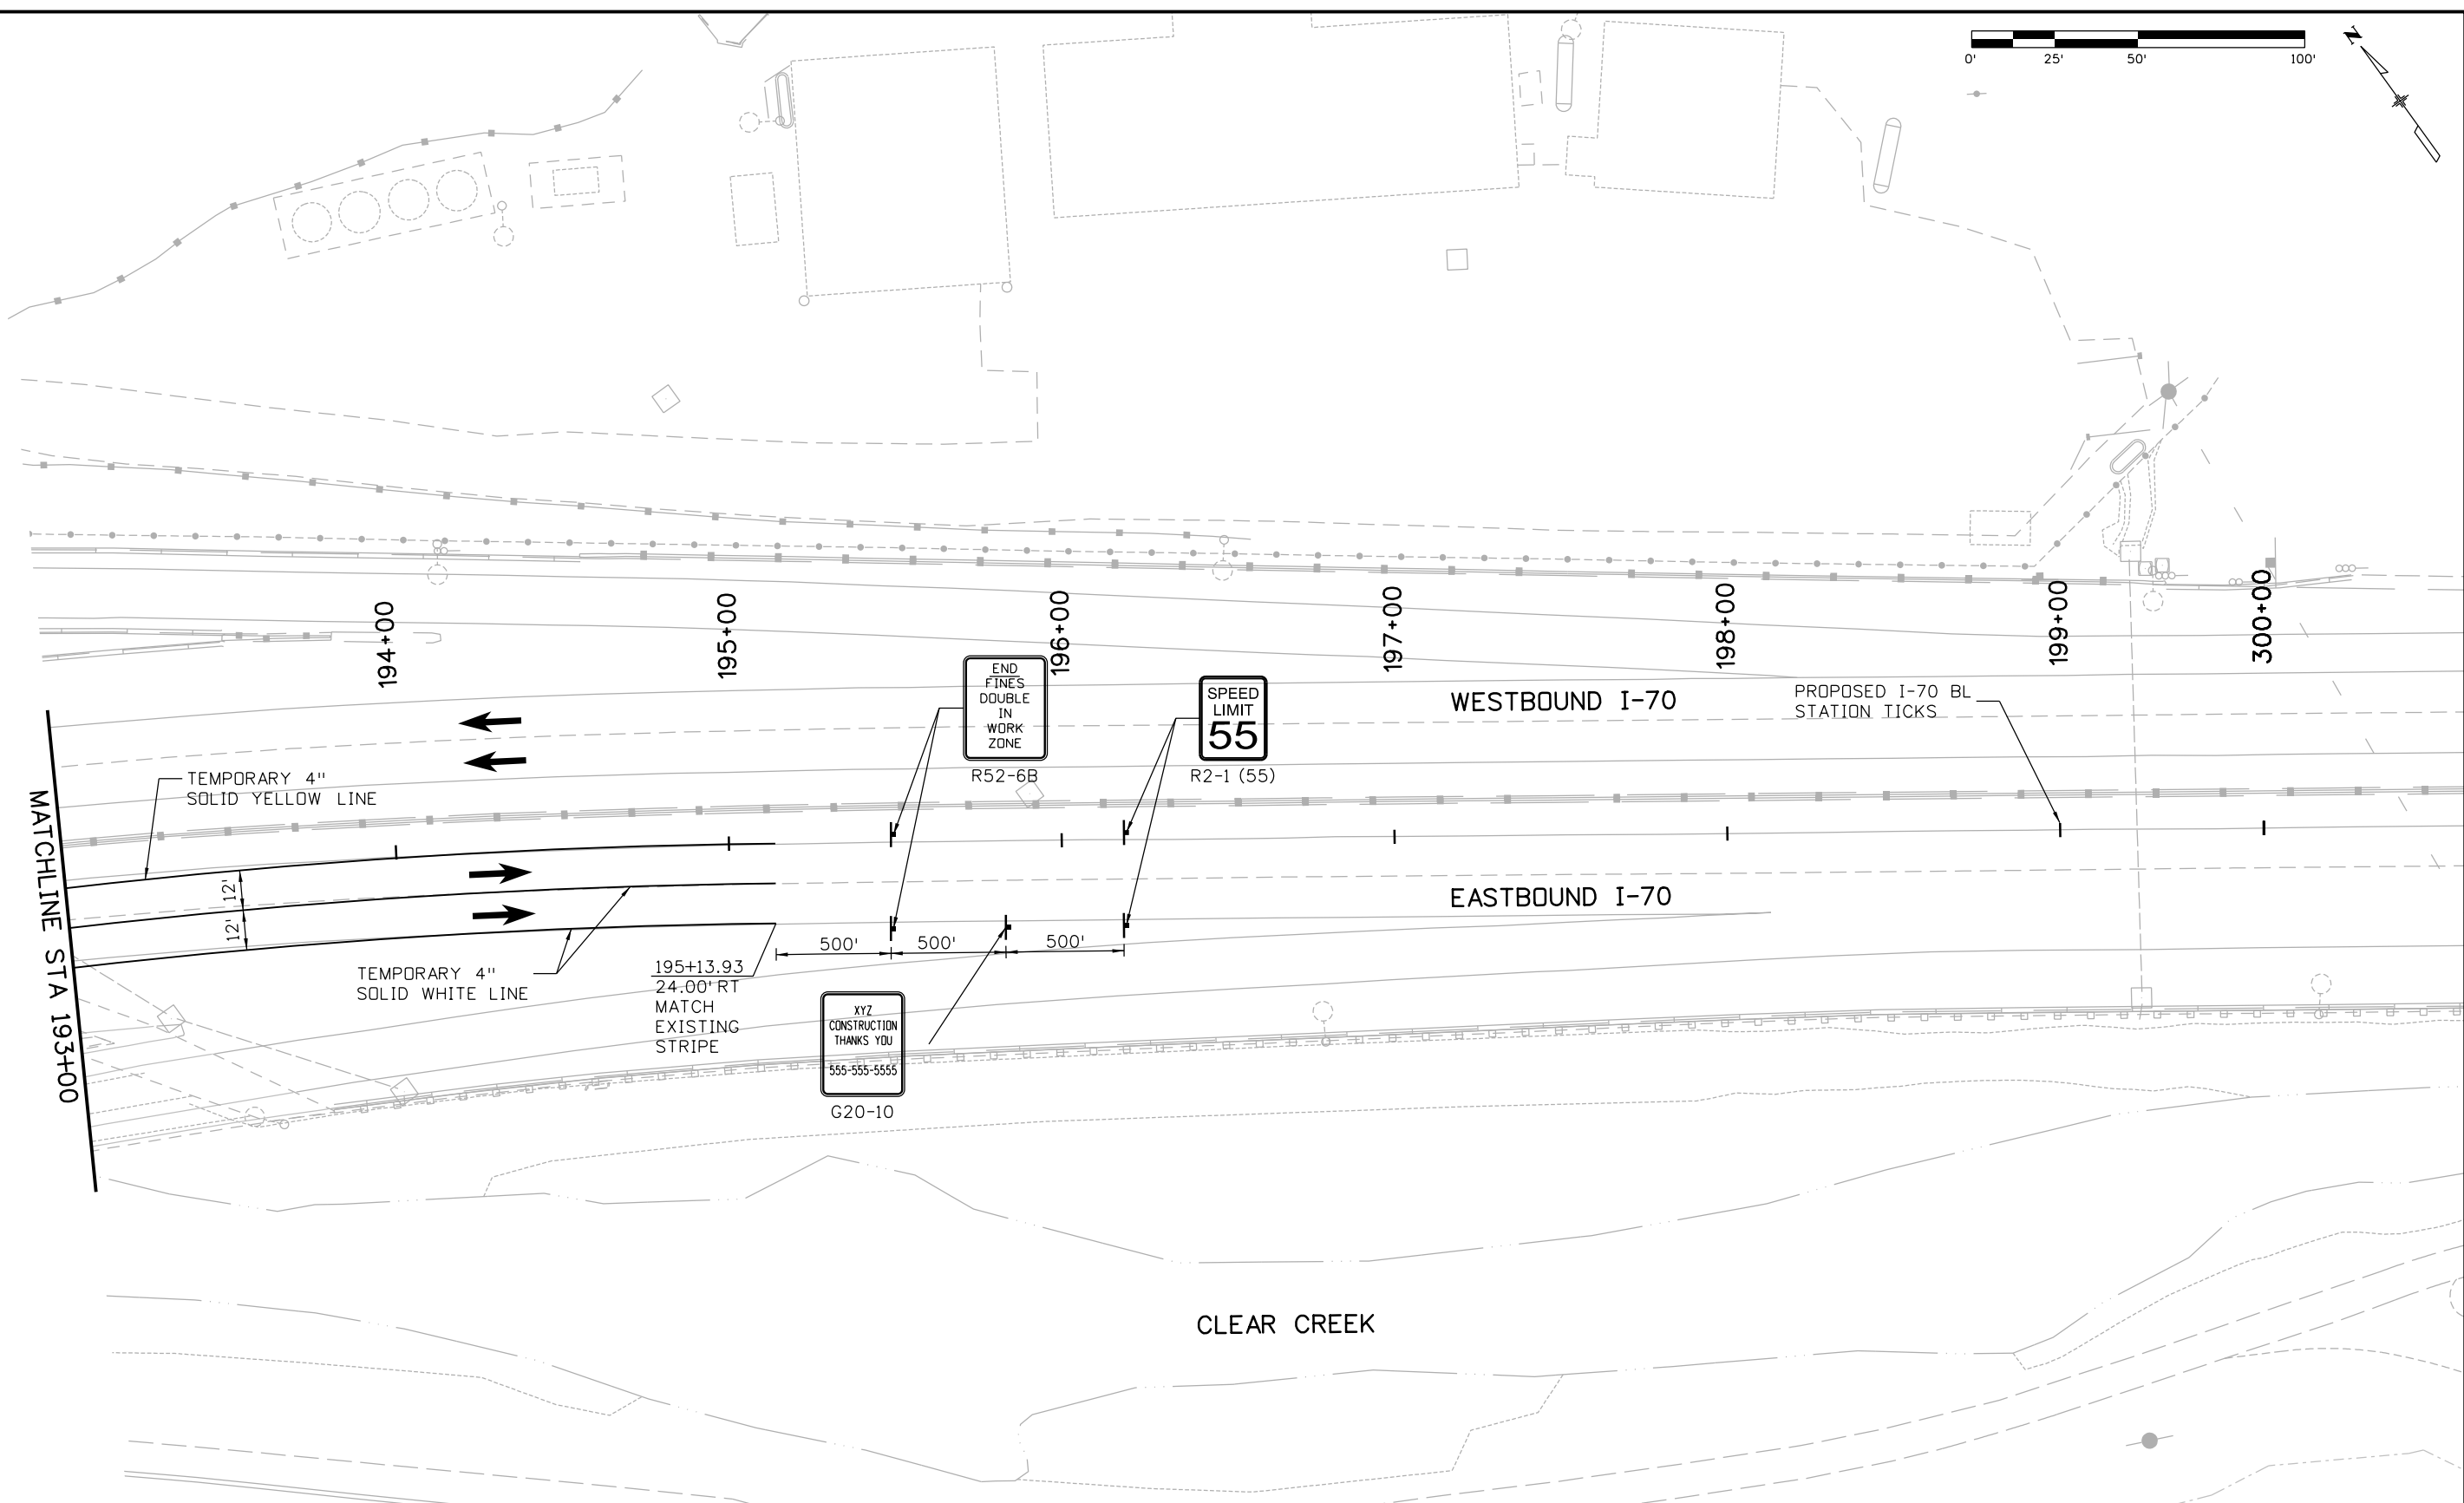 N
0' 25' 50' 100'
194+00
195+00
196+00
197+00
198+00
199+00
300+00
END
FINES
DOUBLE
IN
WORK
ZONE
R52-6B
SPEED
LIMIT
55
R2-1 (55)
WESTBOUND I-70
PROPOSED I-70 BL
STATION TICKS
TEMPORARY 4"
SOLID YELLOW LINE
MATCHLINE STA 193+00
12'
12'
EASTBOUND I-70
500' 500' 500'
TEMPORARY 4"
SOLID WHITE LINE
195+13.93
24.00' RT
MATCH
EXISTING
STRIPE
XYZ
CONSTRUCTION
THANKS YOU
555-555-5555
G20-10
CLEAR CREEK